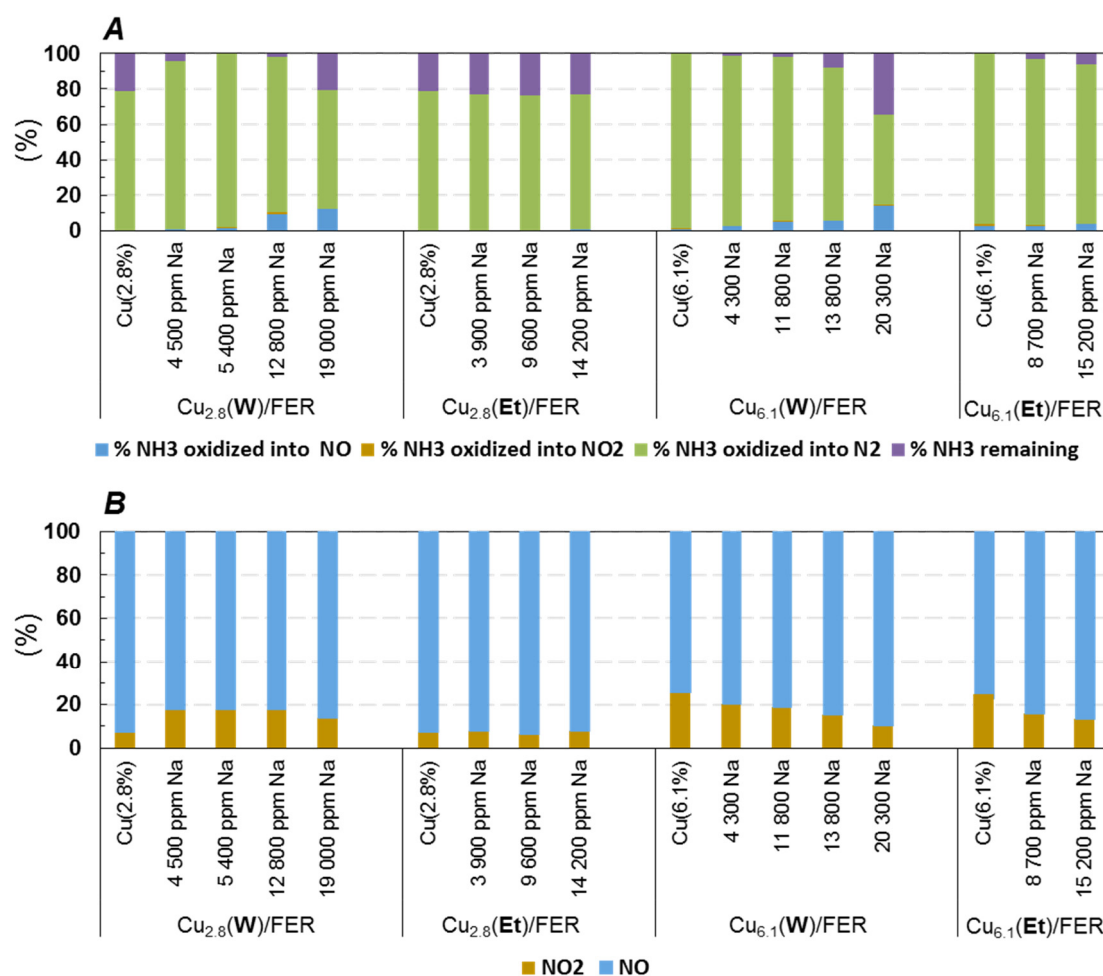 A
100
80
60
40
20
0
(%)
Cu(2.8%)
4 500 ppm Na
5 400 ppm Na
12 800 ppm Na
19 000 ppm Na
Cu(2.8%)
3 900 ppm Na
9 600 ppm Na
14 200 ppm Na
Cu(6.1%)
4 300 Na
11 800 Na
13 800 Na
20 300 Na
Cu(6.1%)
8 700 ppm Na
15 200 ppm Na
Cu2.8(W)/FER
Cu2.8(Et)/FER
Cu6.1(W)/FER
Cu6.1(Et)/FER
% NH3 oxidized into NO % NH3 oxidized into NO2 % NH3 oxidized into N2 % NH3 remaining
B
100
80
60
40
20
0
(%)
Cu(2.8%)
4 500 ppm Na
5 400 ppm Na
12 800 ppm Na
19 000 ppm Na
Cu(2.8%)
3 900 ppm Na
9 600 ppm Na
14 200 ppm Na
Cu(6.1%)
4 300 Na
11 800 Na
13 800 Na
20 300 Na
Cu(6.1%)
8 700 ppm Na
15 200 ppm Na
Cu2.8(W)/FER
Cu2.8(Et)/FER
Cu6.1(W)/FER
Cu6.1(Et)/FER
NO2 NO